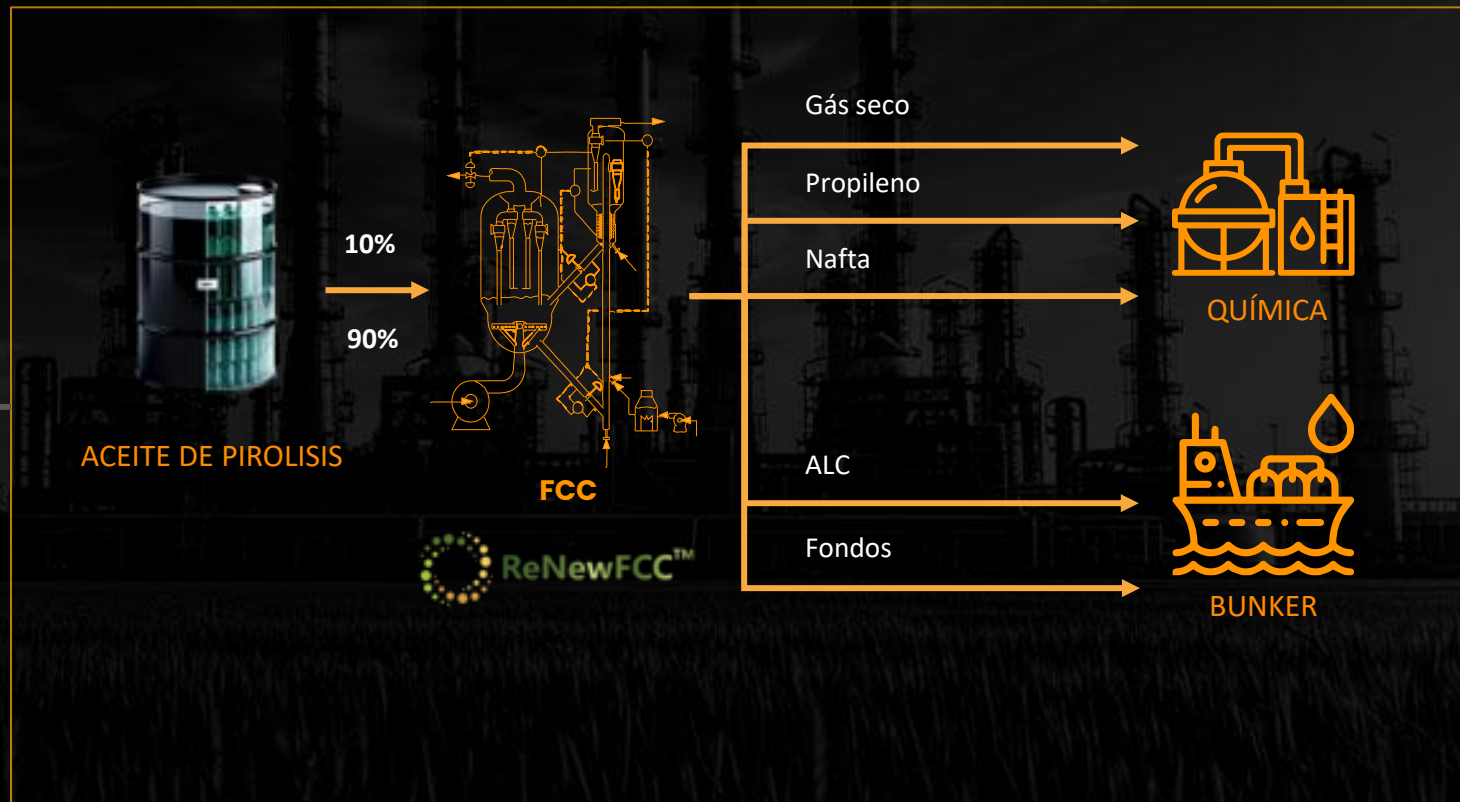 Gás seco
Propileno
10%
Nafta
90%
QUÍMICA
ACEITE DE PIROLISIS
ALC
FCC
Fondos
ReNewFCC™
BUNKER